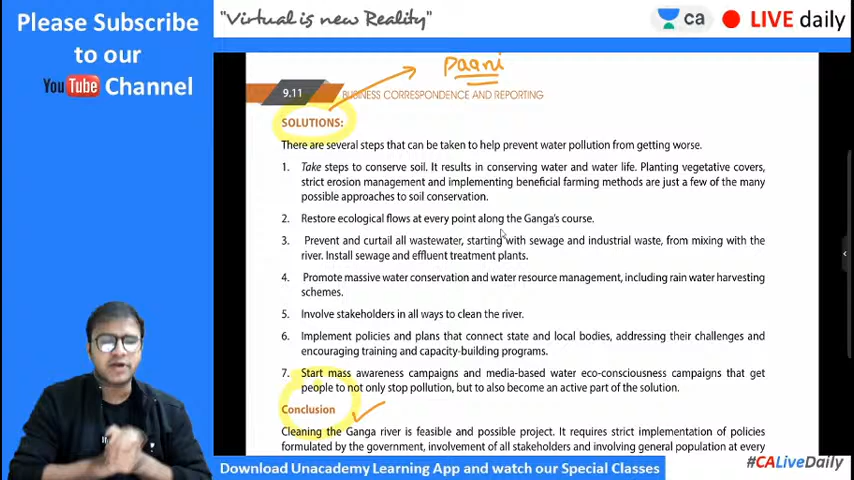 Please Subscribe
to our
YouTube Channel
"Virtual is new Reality"
ca
LIVE daily
paani
9.11
BUSINESS CORRESPONDENCE AND REPORTING
SOLUTIONS:
There are several steps that can be taken to help prevent water pollution from getting worse.
1. Take steps to conserve soil. It results in conserving water and water life. Planting vegetative covers,
strict erosion management and implementing beneficial farming methods are just a few of the many
possible approaches to soil conservation.
2. Restore ecological flows at every point along the Ganga's course.
3. Prevent and curtail all wastewater, starting with sewage and industrial waste, from mixing with the
river. Install sewage and effluent treatment plants.
4. Promote massive water conservation and water resource management, including rain water harvesting
schemes.
5. Involve stakeholders in all ways to clean the river.
6. Implement policies and plans that connect state and local bodies, addressing their challenges and
encouraging training and capacity-building programs.
7. Start mass awareness campaigns and media-based water eco-consciousness campaigns that get
people to not only stop pollution, but to also become an active part of the solution.
Conclusion
Cleaning the Ganga river is feasible and possible project. It requires strict implementation of policies
formulated by the government, involvement of all stakeholders and involving general population at every
Download Unacademy Learning App and watch our Special Classes
#CALiveDaily